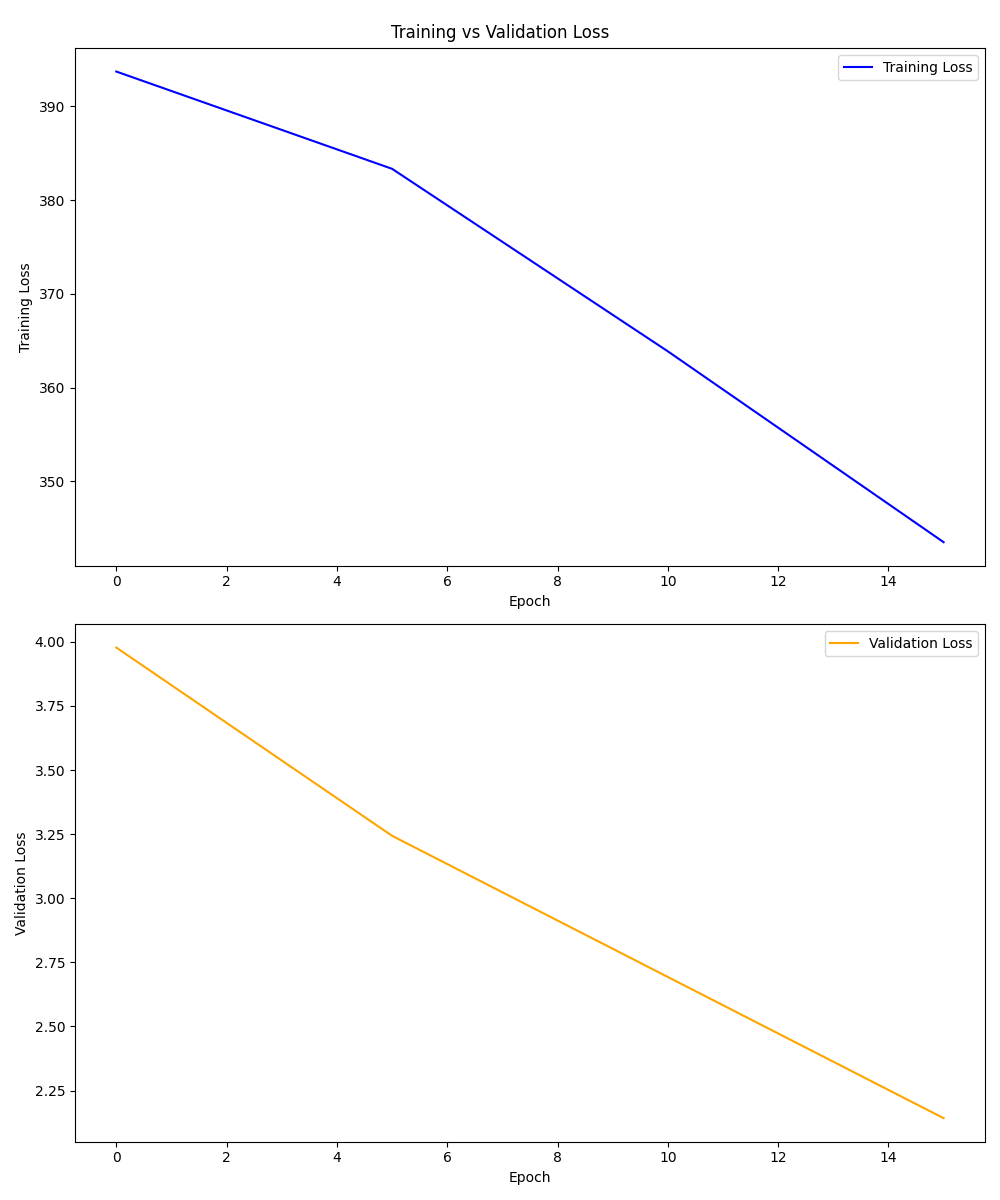 Training vs Validation Loss
Training Loss
390
380
370
360
350
Training Loss
0 2 4 6 8 10 12 14
Epoch
Validation Loss
4.00
3.75
3.50
3.25
3.00
2.75
2.50
2.25
Validation Loss
0 2 4 6 8 10 12 14
Epoch